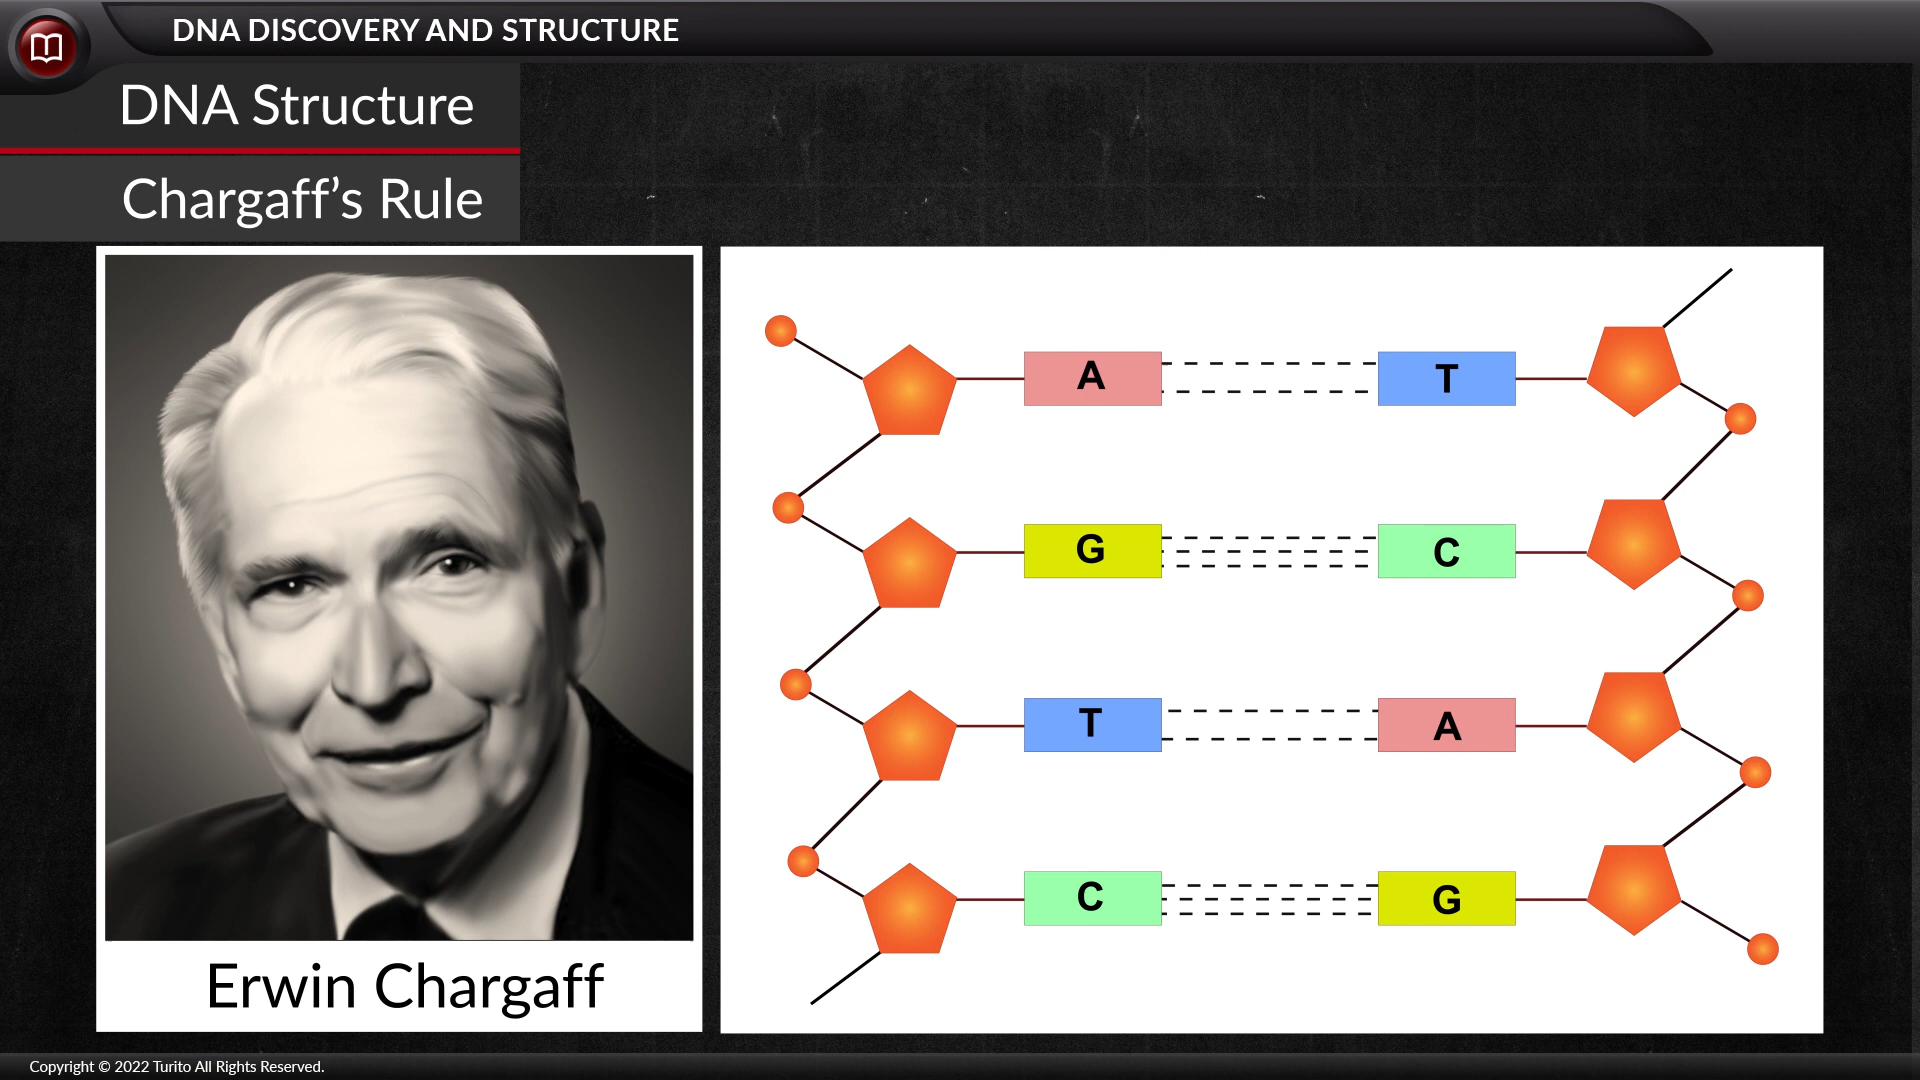 DNA DISCOVERY AND STRUCTURE
DNA Structure
Chargaff’s Rule
A T
G C
T A
C G
Erwin Chargaff
Copyright © 2022 Turito All Rights Reserved.